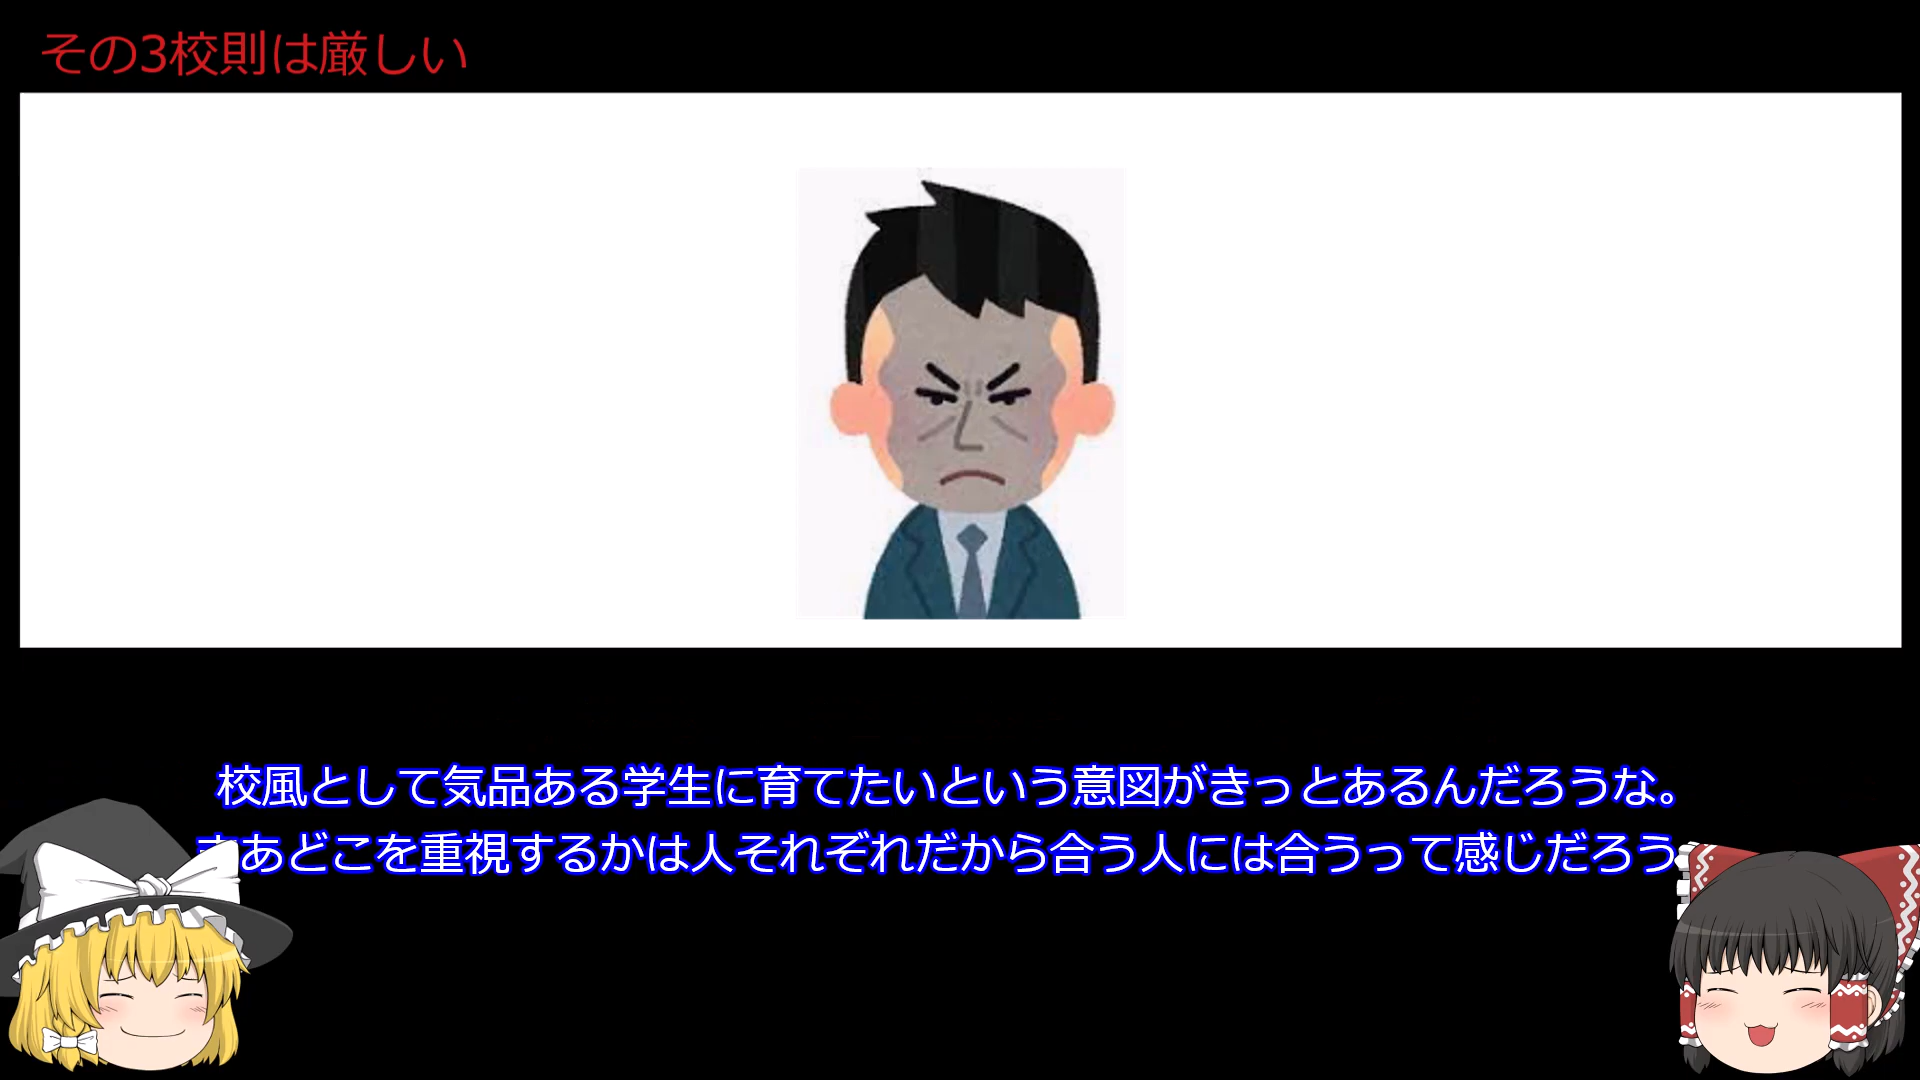 その3校則は厳しい
校風として気品ある学生に育てたいという意図がきっとあるんだろうな。
まあどこを重視するかは人それぞれだから合う人には合うって感じだろう